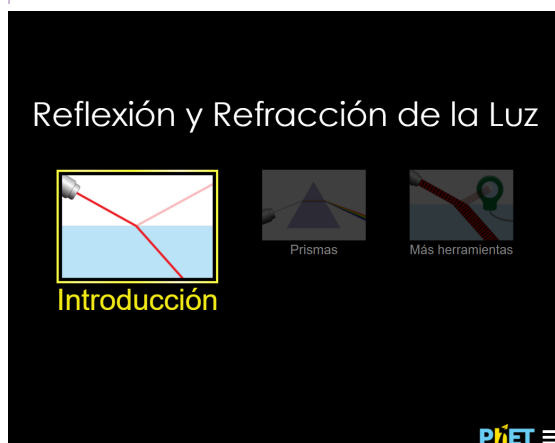 Reflexión y Refracción de la Luz
Prismas
Más herramientas
Introducción
PhET